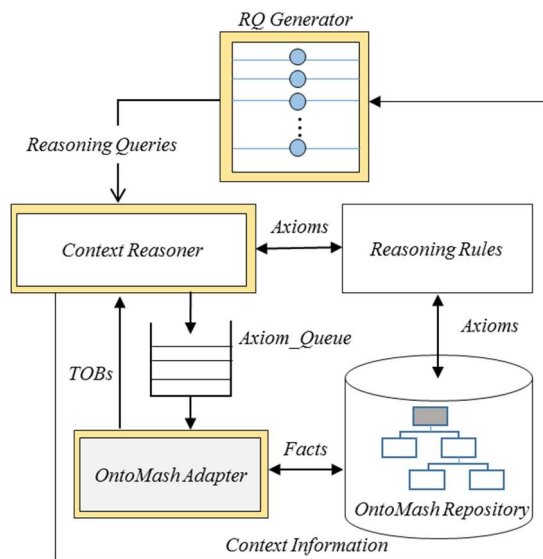 RQ Generator
Reasoning Queries
Context Reasoner
Axioms
Reasoning Rules
TOBs
Axiom_Queue
Axioms
OntoMash Adapter
Facts
OntoMash Repository
Context Information